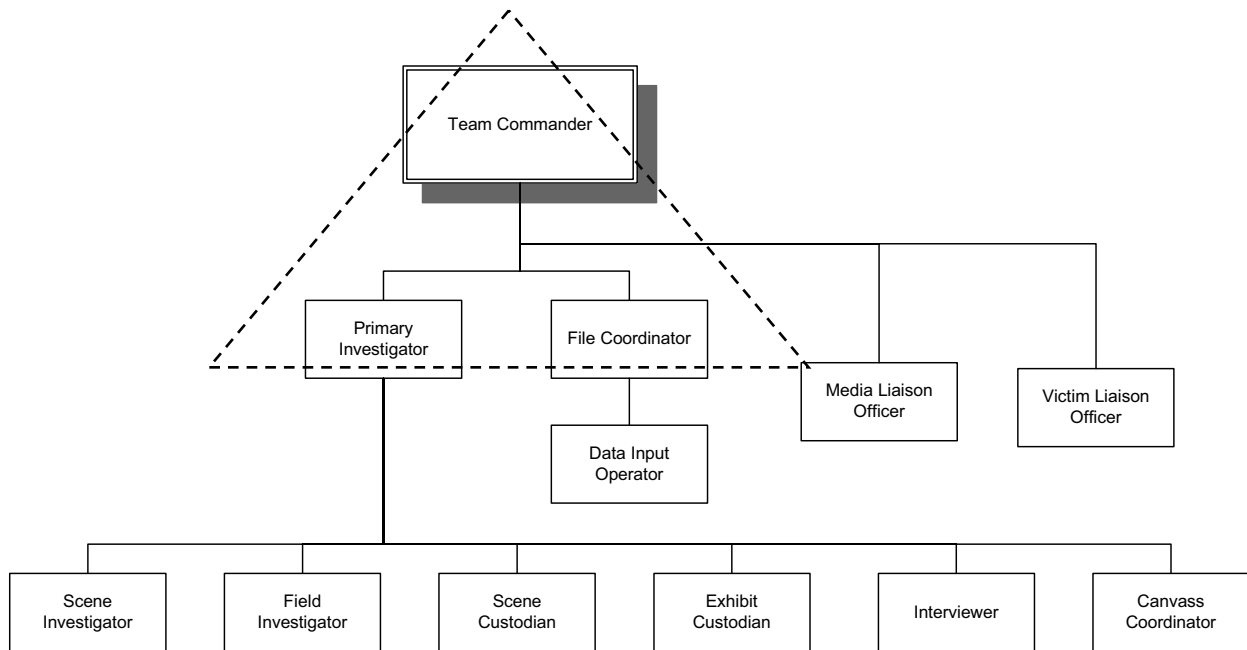 Team Commander
Primary
Investigator
File Coordinator
Media Liaison
Officer
Victim Liaison
Officer
Data Input
Operator
Scene
Investigator
Field
Investigator
Scene
Custodian
Exhibit
Custodian
Interviewer
Canvass
Coordinator